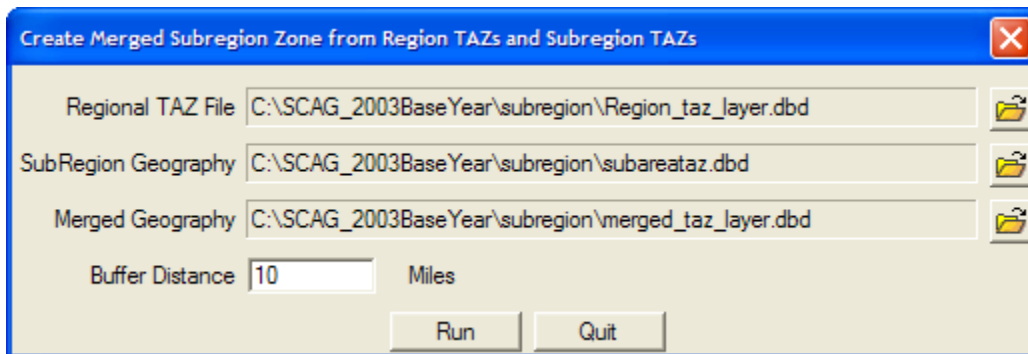 Create Merged Subregion Zone from Region TAZs and Subregion TAZs
Regional TAZ File C:\SCAG_2003BaseYear\subregion\Region_taz_layer.dbd
SubRegion Geography C:\SCAG_2003BaseYear\subregion\subareataz.dbd
Merged Geography C:\SCAG_2003BaseYear\subregion\merged_taz_layer.dbd
Buffer Distance 10 Miles
Run Quit